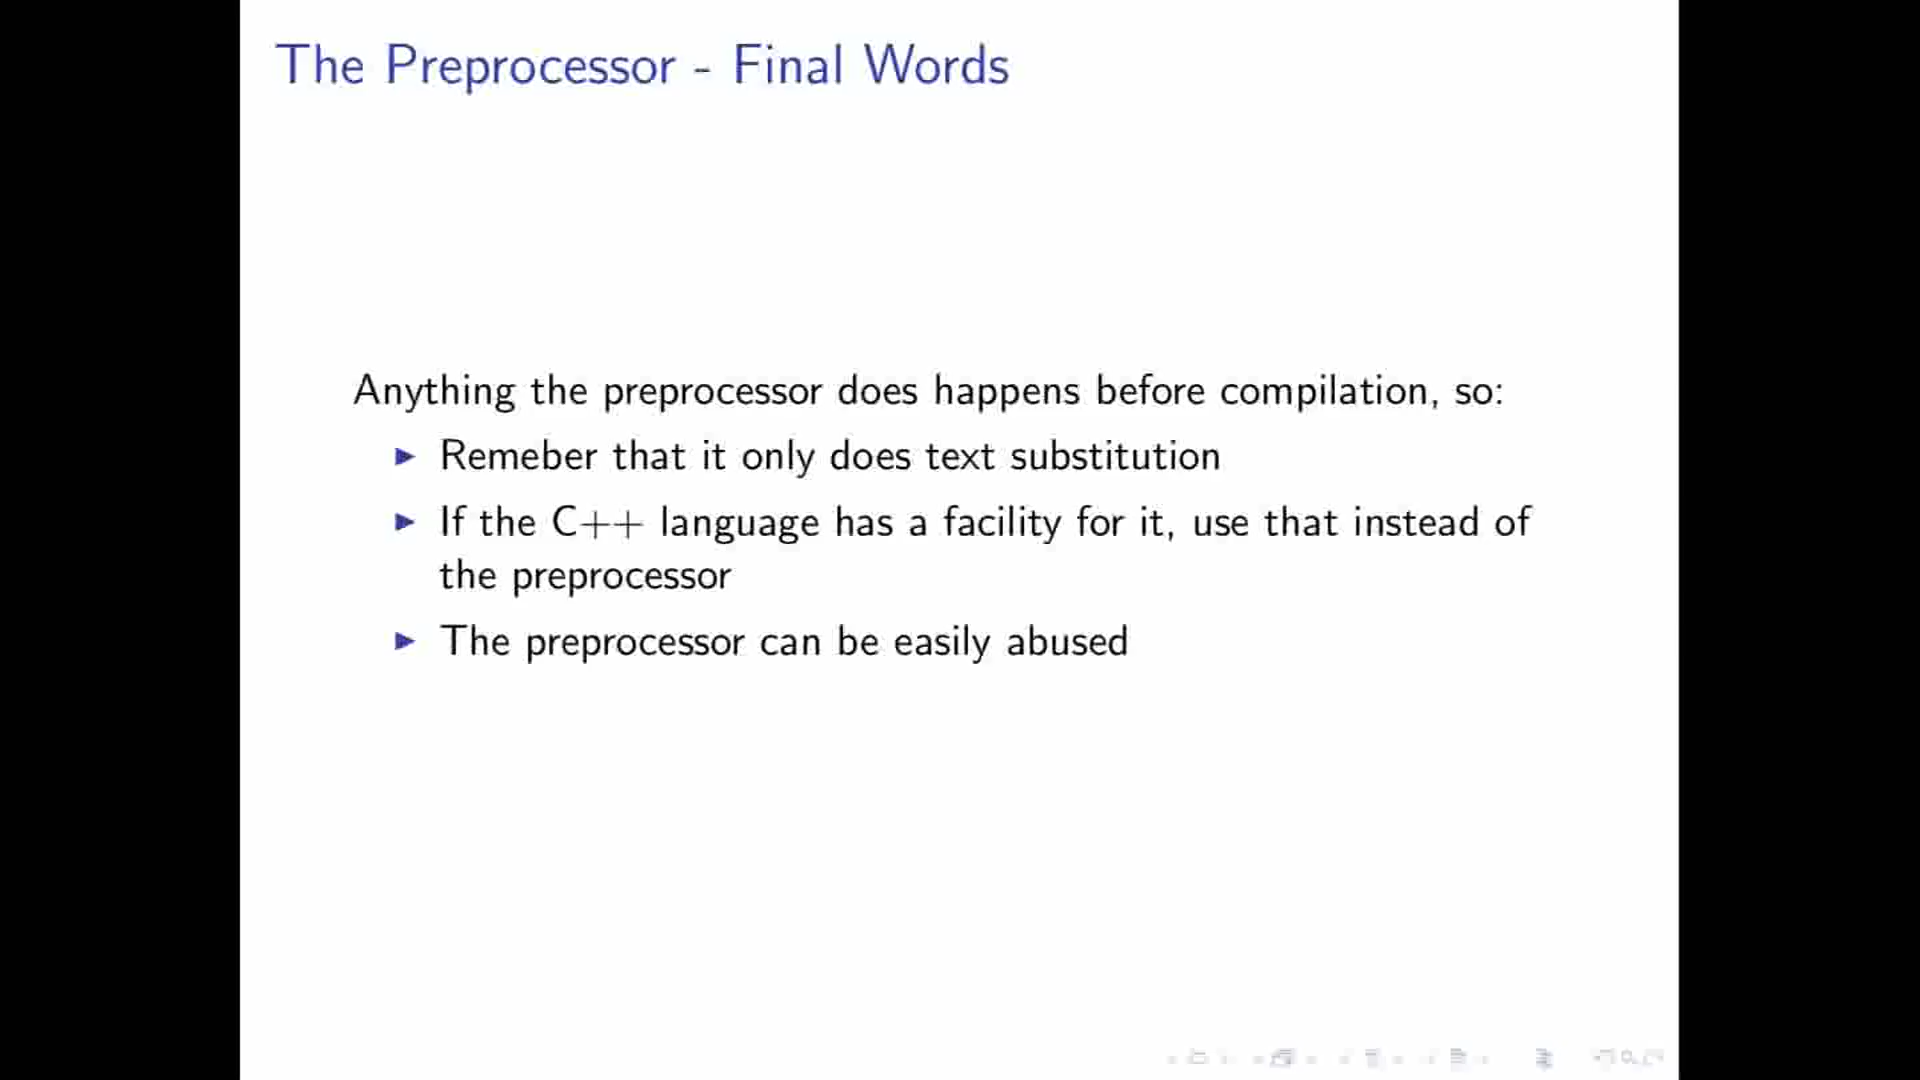 The Preprocessor - Final Words
Anything the preprocessor does happens before compilation, so:
Remeber that it only does text substitution
If the C++ language has a facility for it, use that instead of
the preprocessor
The preprocessor can be easily abused